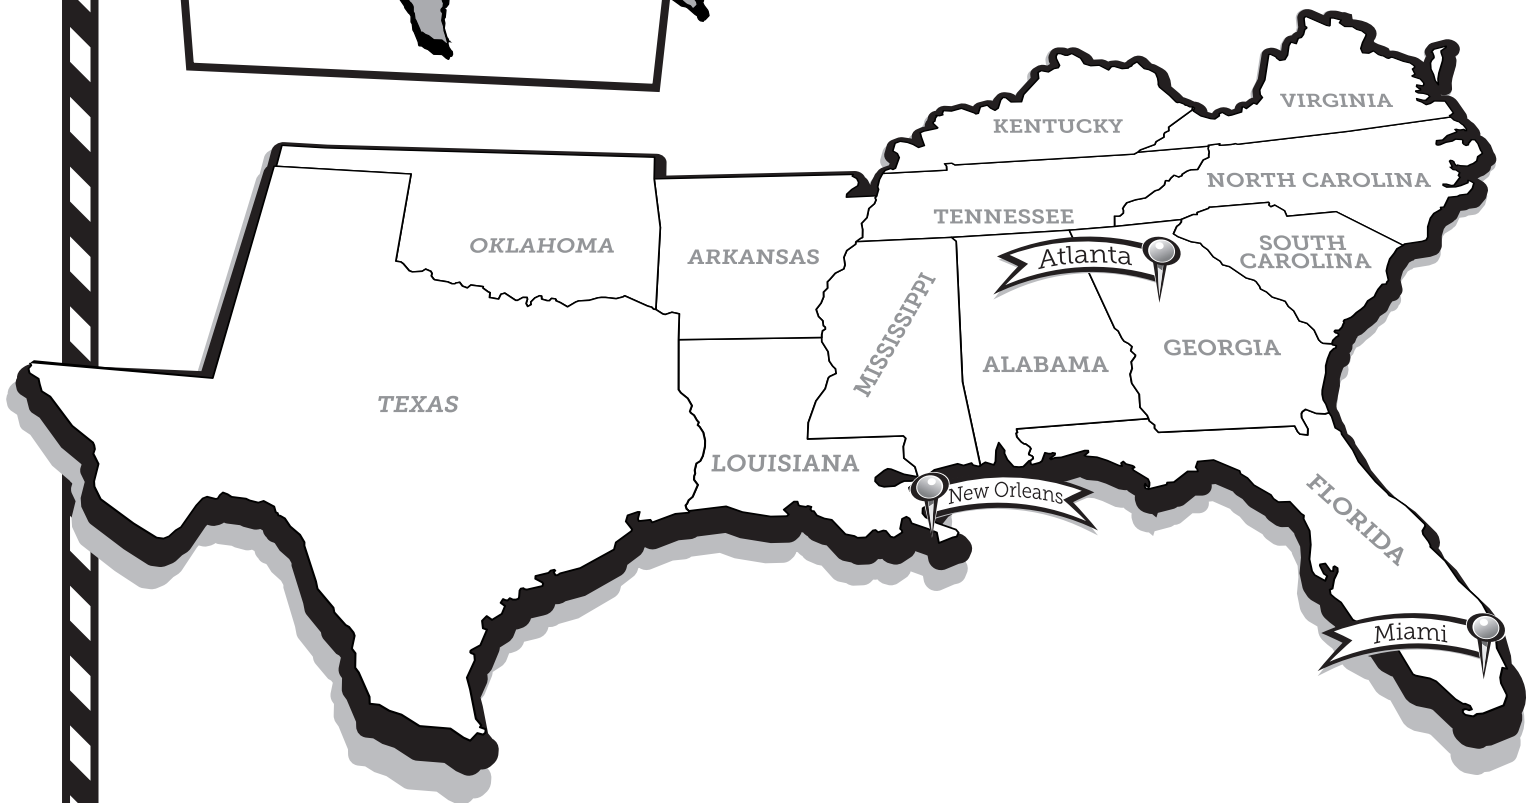 VIRGINIA
KENTUCKY
NORTH CAROLINA
TENNESSEE
OKLAHOMA
ARKANSAS
Atlanta
SOUTH
CAROLINA
MISSISSIPPI
ALABAMA
GEORGIA
TEXAS
LOUISIANA
New Orleans
FLORIDA
Miami